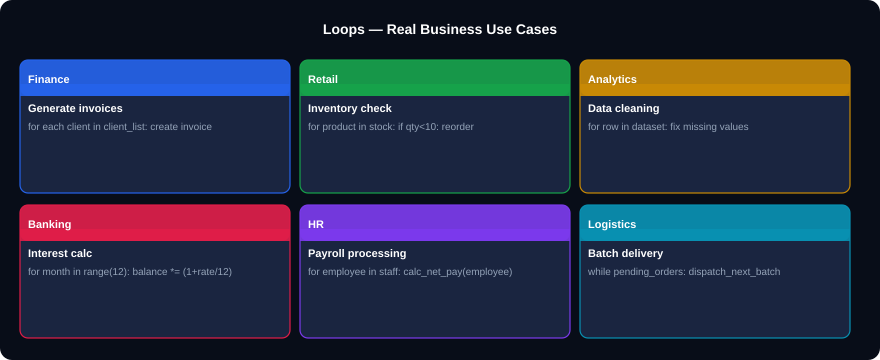 Loops — Real Business Use Cases
Finance
Generate invoices
for each client in client_list: create invoice
Retail
Inventory check
for product in stock: if qty<10: reorder
Analytics
Data cleaning
for row in dataset: fix missing values
Banking
Interest calc
for month in range(12): balance *= (1+rate/12)
HR
Payroll processing
for employee in staff: calc_net_pay(employee)
Logistics
Batch delivery
while pending_orders: dispatch_next_batch